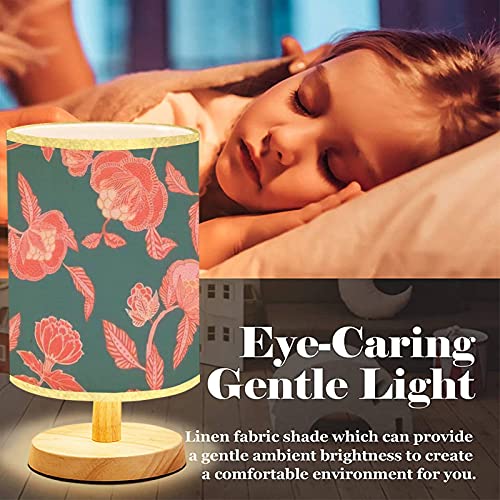 Eye-Caring
Gentle Light
Linen fabric shade which can provide
a gentle ambient brightness to create
a comfortable environment for you.